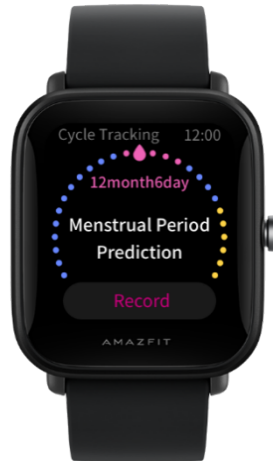 Cycle Tracking 12:00
12month6day
Menstrual Period
Prediction
Record
AMAZFIT